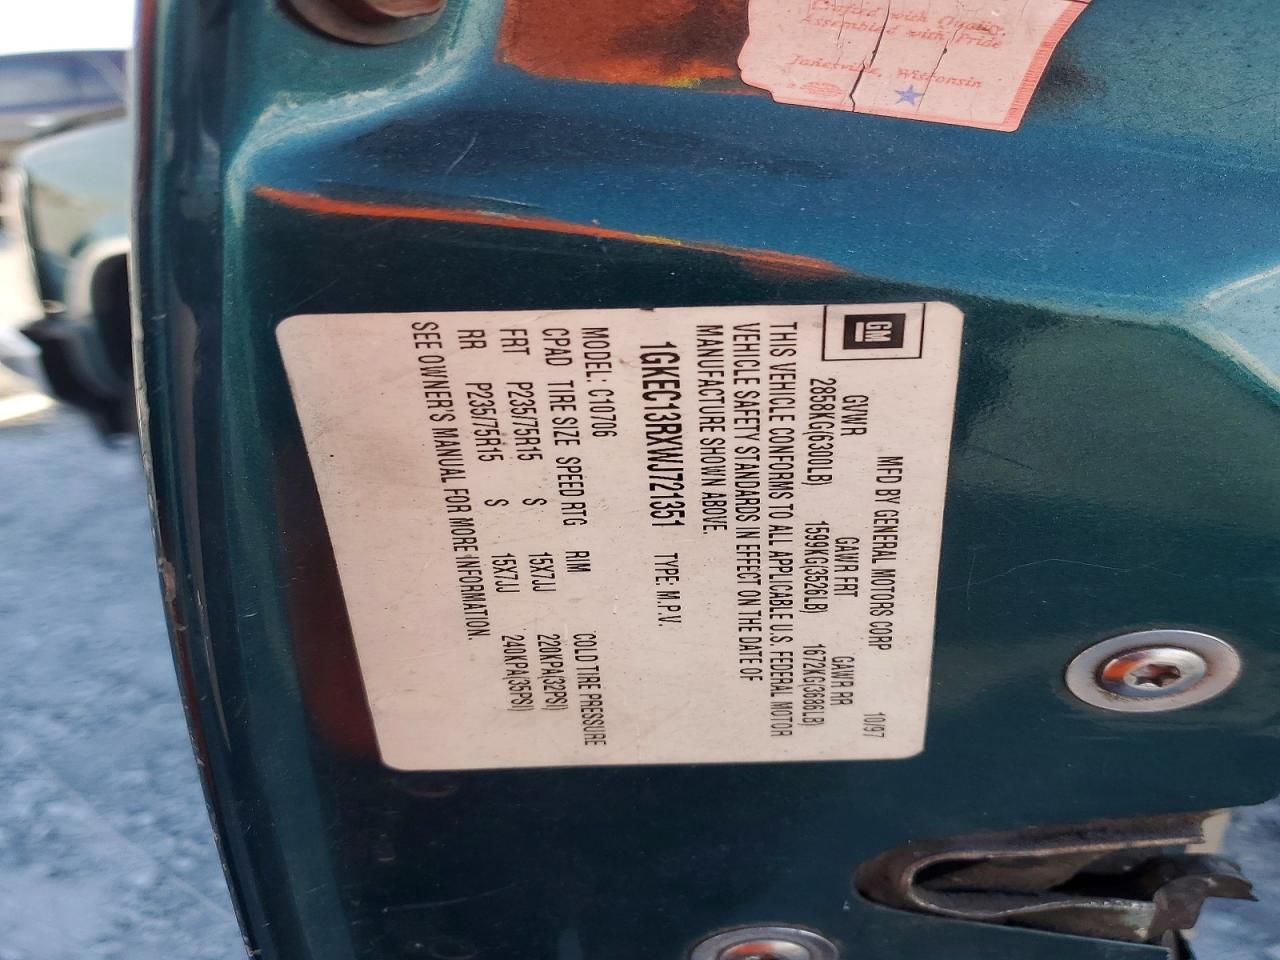 Crafted with Quality,
Assembled with Pride
Janesville, Wisconsin
GM
MFD BY GENERAL MOTORS CORP 10/97
GVWR GAWR FRT GAWR RR
2858KG(6300LB) 1599KG(3526LB) 1672KG(3686LB)
THIS VEHICLE CONFORMS TO ALL APPLICABLE U.S. FEDERAL MOTOR
VEHICLE SAFETY STANDARDS IN EFFECT ON THE DATE OF
MANUFACTURE SHOWN ABOVE.
1GKEC13RXWJ721351 TYPE: M.P.V.
MODEL: C10706
CPAD TIRE SIZE SPEED RTG RIM COLD TIRE PRESSURE
FRT P235/75R15 S 15X7JJ 220KPA(32PSI)
RR P235/75R15 S 15X7JJ 240KPA(35PSI)
SEE OWNER'S MANUAL FOR MORE INFORMATION.